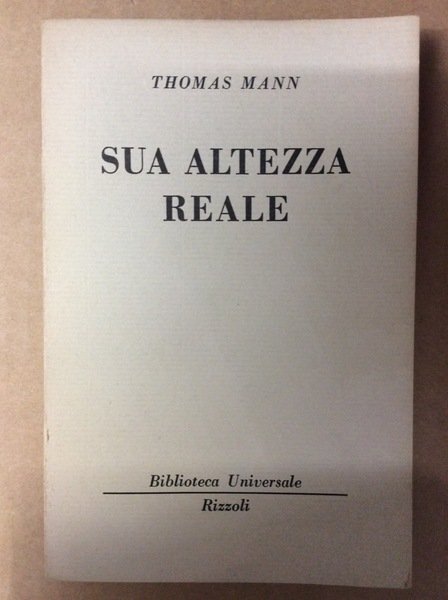 THOMAS MANN
SUA ALTEZZA
REALE
Biblioteca Universale
Rizzoli